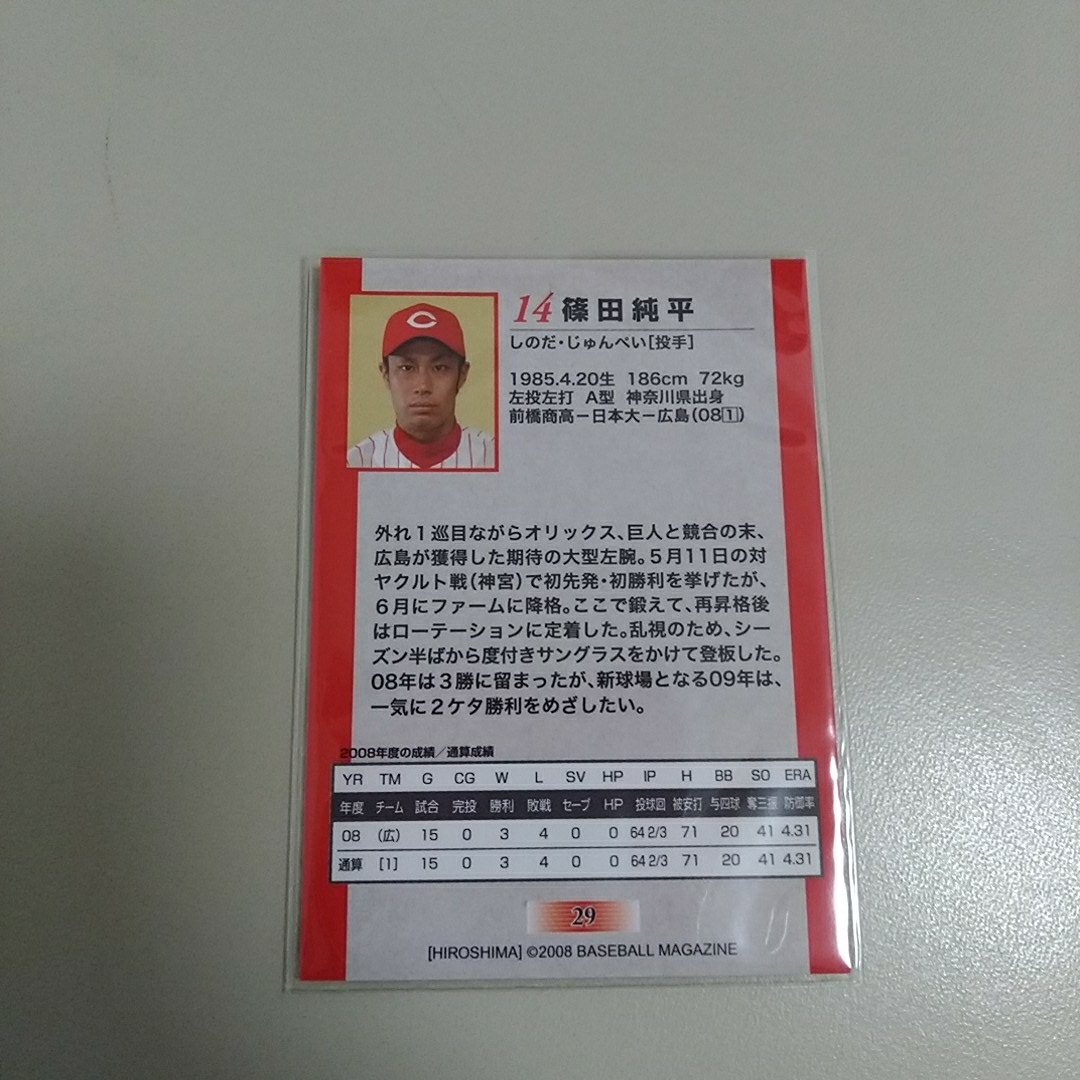 14 篠田純平
しのだ・じゅんぺい[投手]
1985.4.20生 186cm 72kg
左投左打 A型 神奈川県出身
前橋商高－日本大－広島(08①)
外れ１巡目ながらオリックス、巨人と競合の末、
広島が獲得した期待の大型左腕。５月11日の対
ヤクルト戦(神宮)で初先発・初勝利を挙げたが、
６月にファームに降格。ここで鍛えて、再昇格後
はローテーションに定着した。乱視のため、シー
ズン半ばから度付きサングラスをかけて登板した。
08年は３勝に留まったが、新球場となる09年は、
一気に２ケタ勝利をめざしたい。
2008年度の成績／通算成績
YR TM G CG W L SV HP IP H BB SO ERA
年度 チーム 試合 完投 勝利 敗戦 セーブ HP 投球回 被安打 与四球 奪三振 防御率
08 (広) 15 0 3 4 0 0 64 2/3 71 20 41 4.31
通算 [1] 15 0 3 4 0 0 64 2/3 71 20 41 4.31
29
[HIROSHIMA] ©2008 BASEBALL MAGAZINE